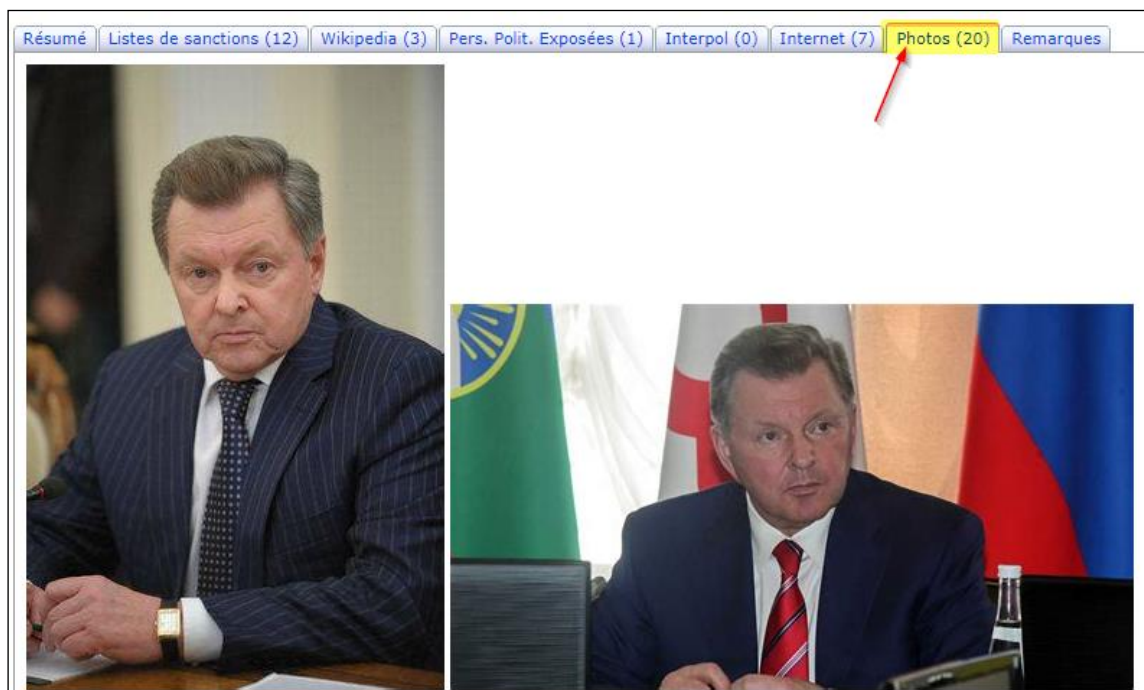 Résumé Listes de sanctions (12) Wikipedia (3) Pers. Polit. Exposées (1) Interpol (0) Internet (7) Photos (20) Remarques